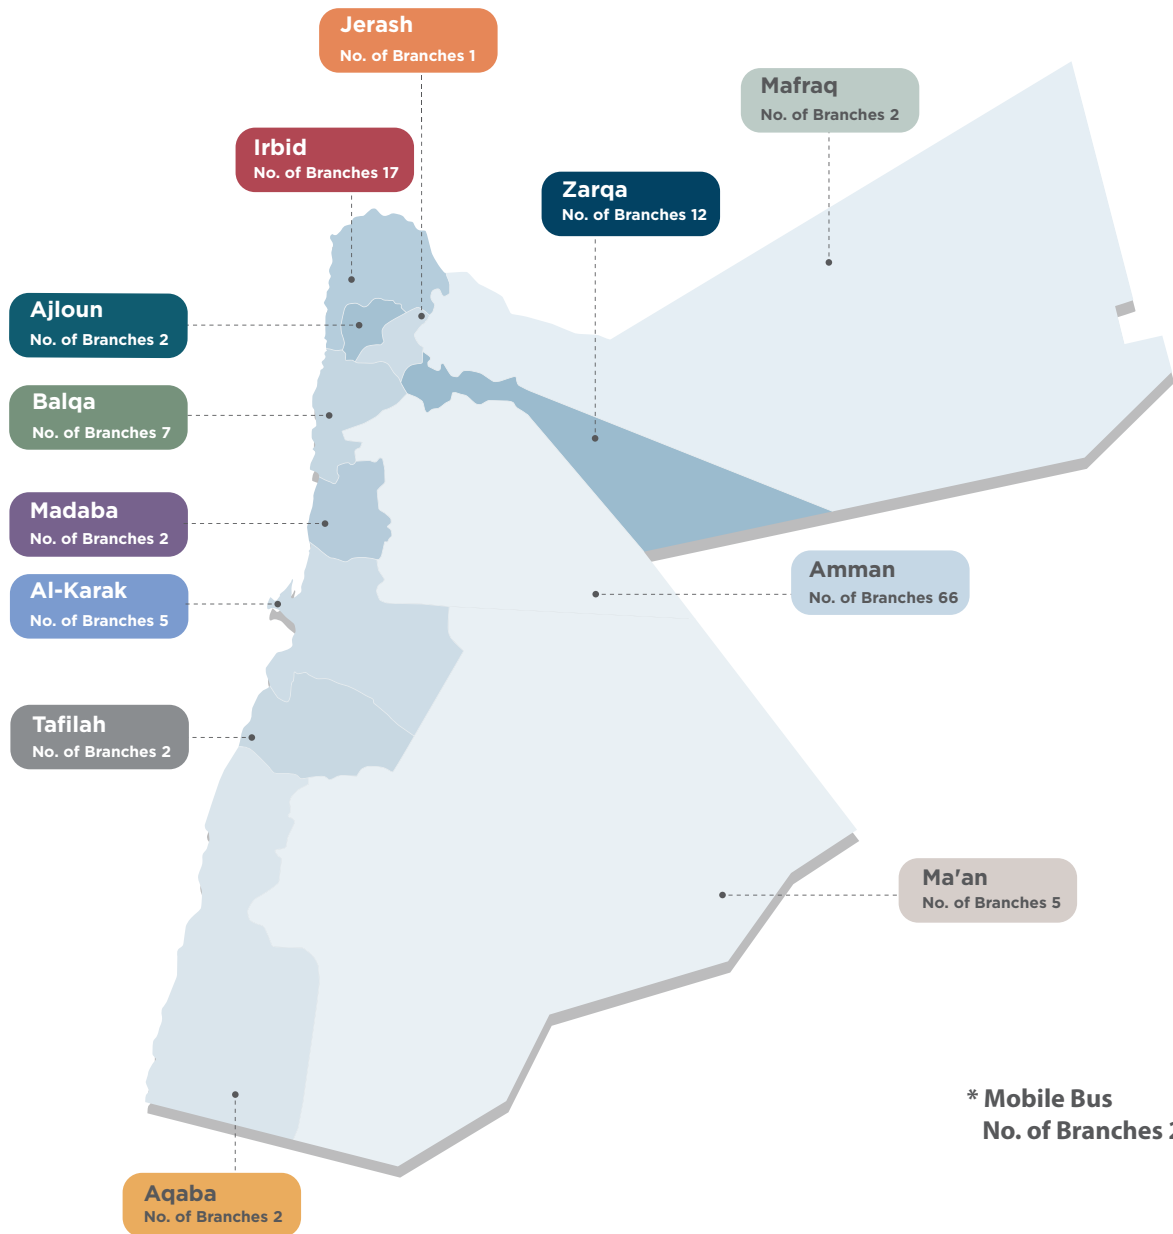 Jerash
No. of Branches 1
Mafraq
No. of Branches 2
Irbid
No. of Branches 17
Zarqa
No. of Branches 12
Ajloun
No. of Branches 2
Balqa
No. of Branches 7
Madaba
No. of Branches 2
Al-Karak
No. of Branches 5
Amman
No. of Branches 66
Tafilah
No. of Branches 2
Ma'an
No. of Branches 5
* Mobile Bus
No. of Branches 2
Aqaba
No. of Branches 2